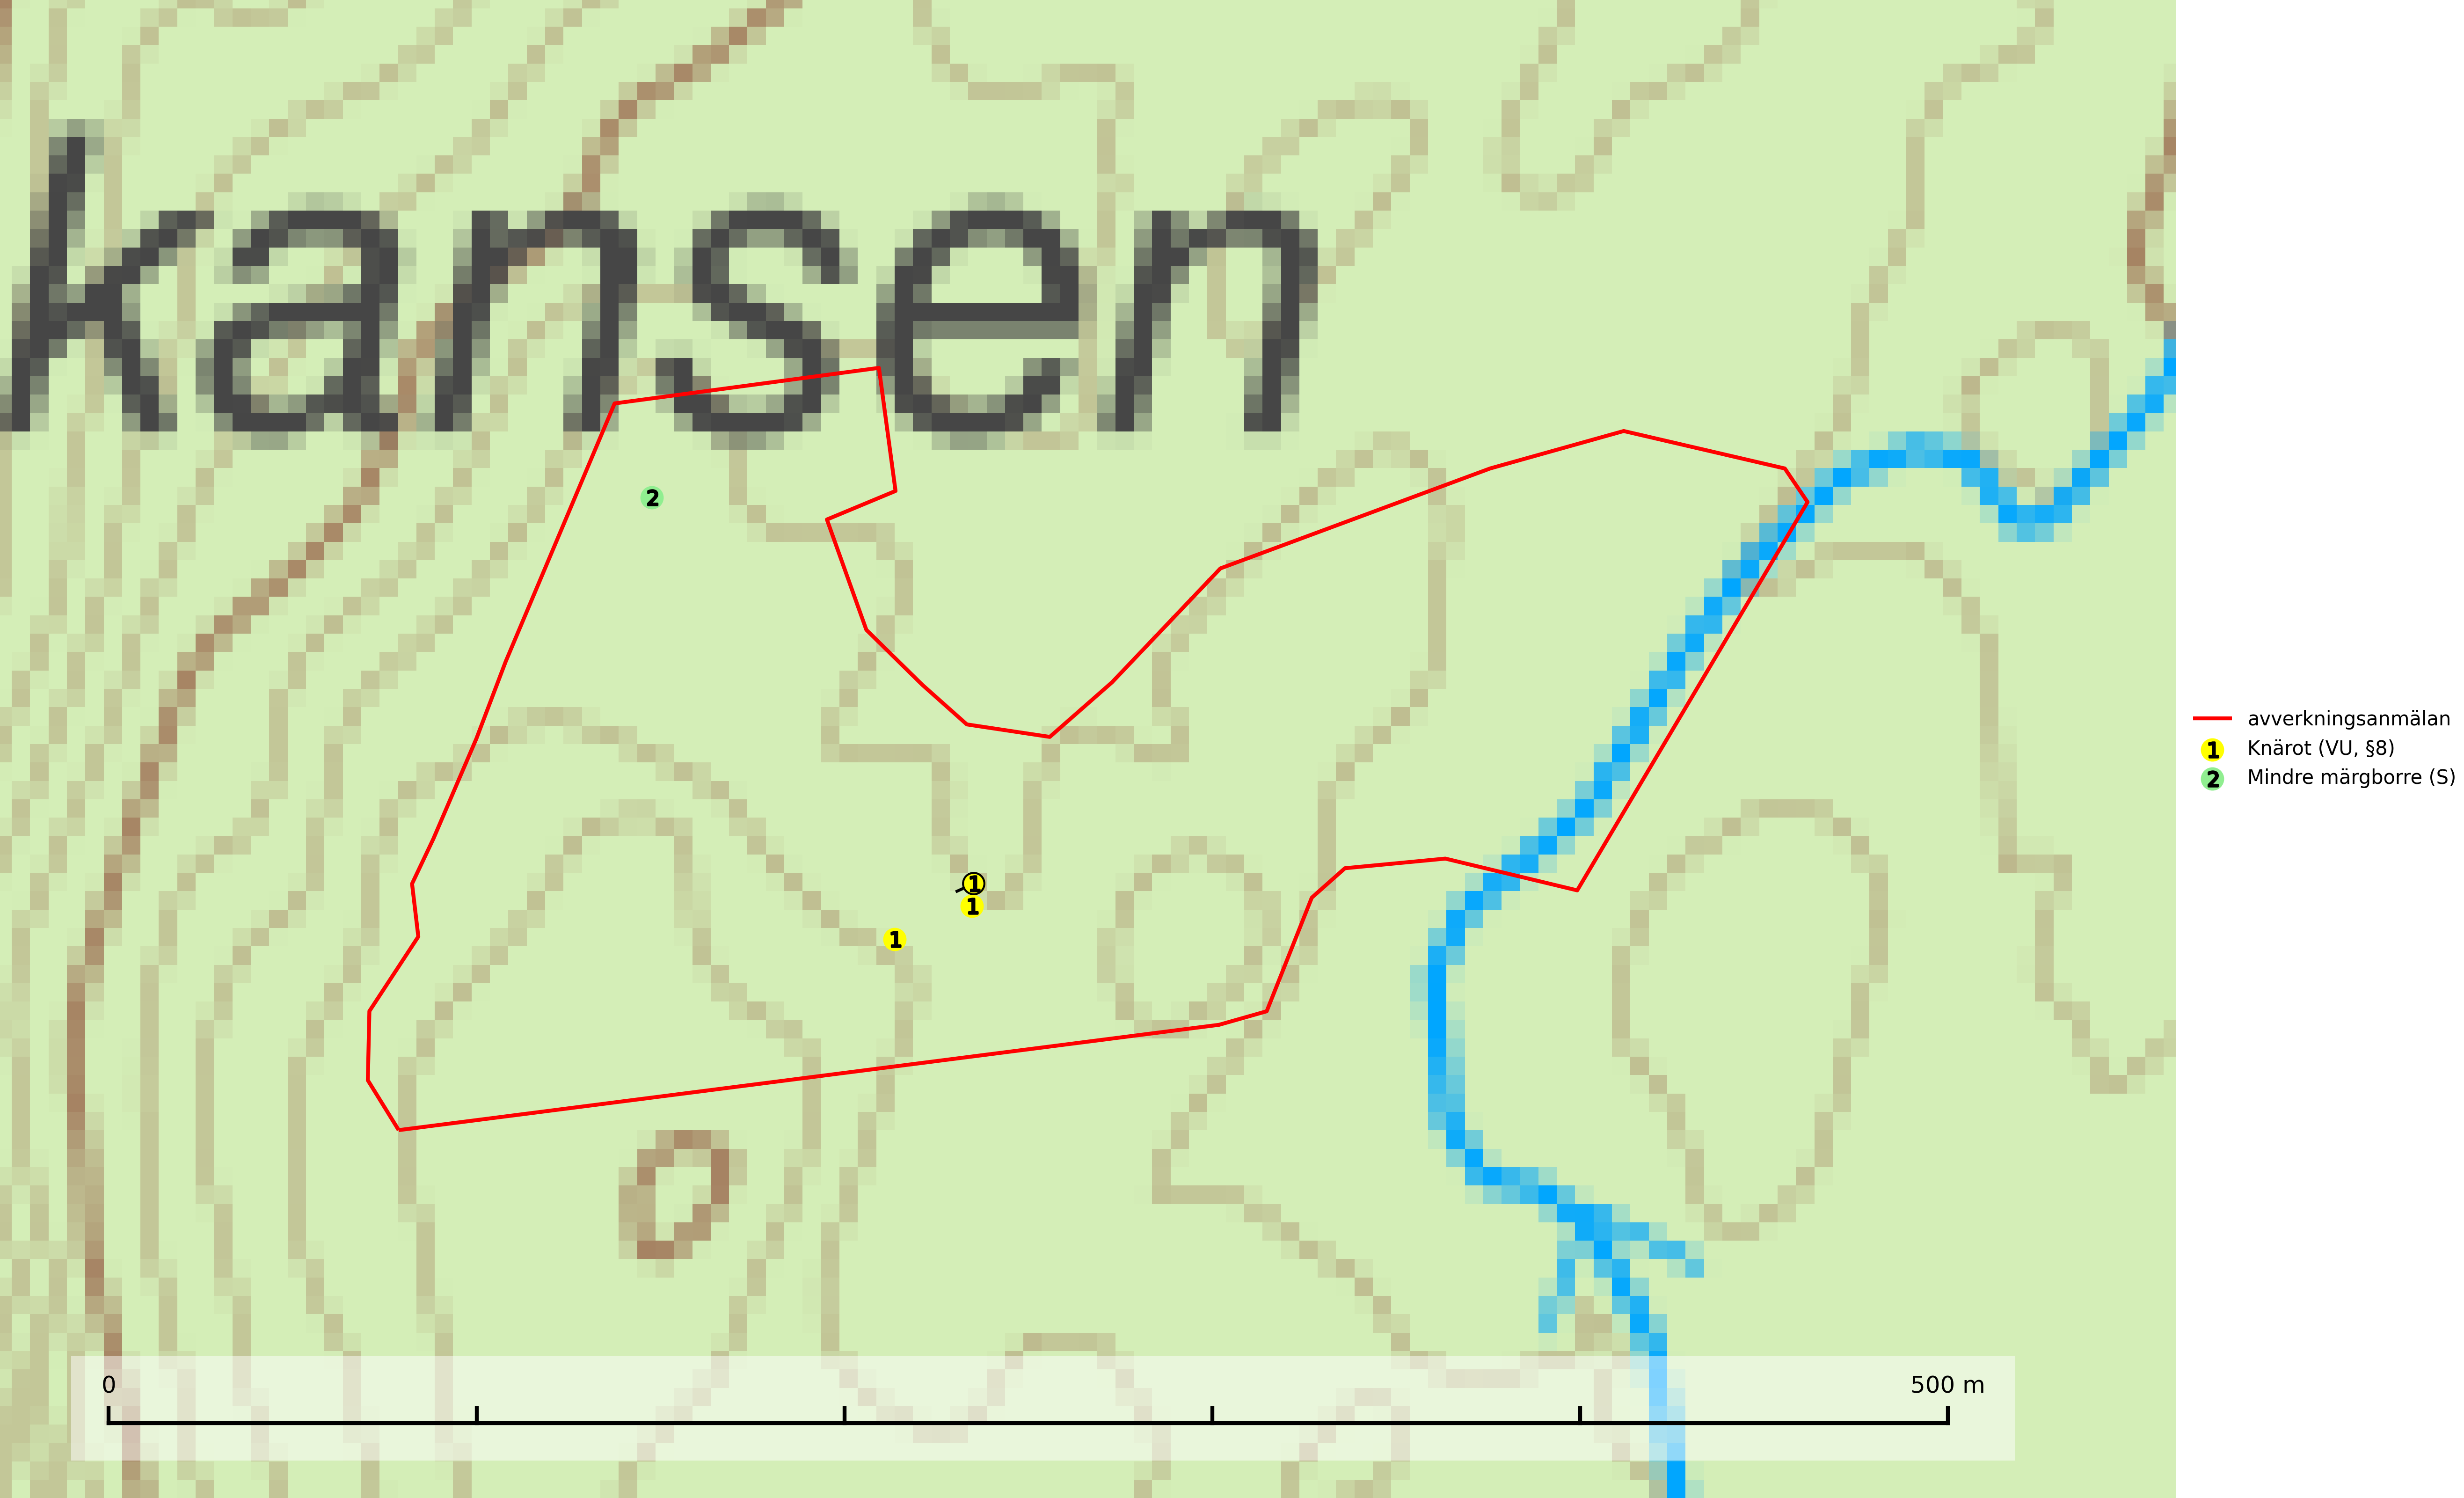 kansen
2
1
1
1
avverkningsanmälan
1 Knärot (VU, §8)
2 Mindre märgborre (S)
0 500 m